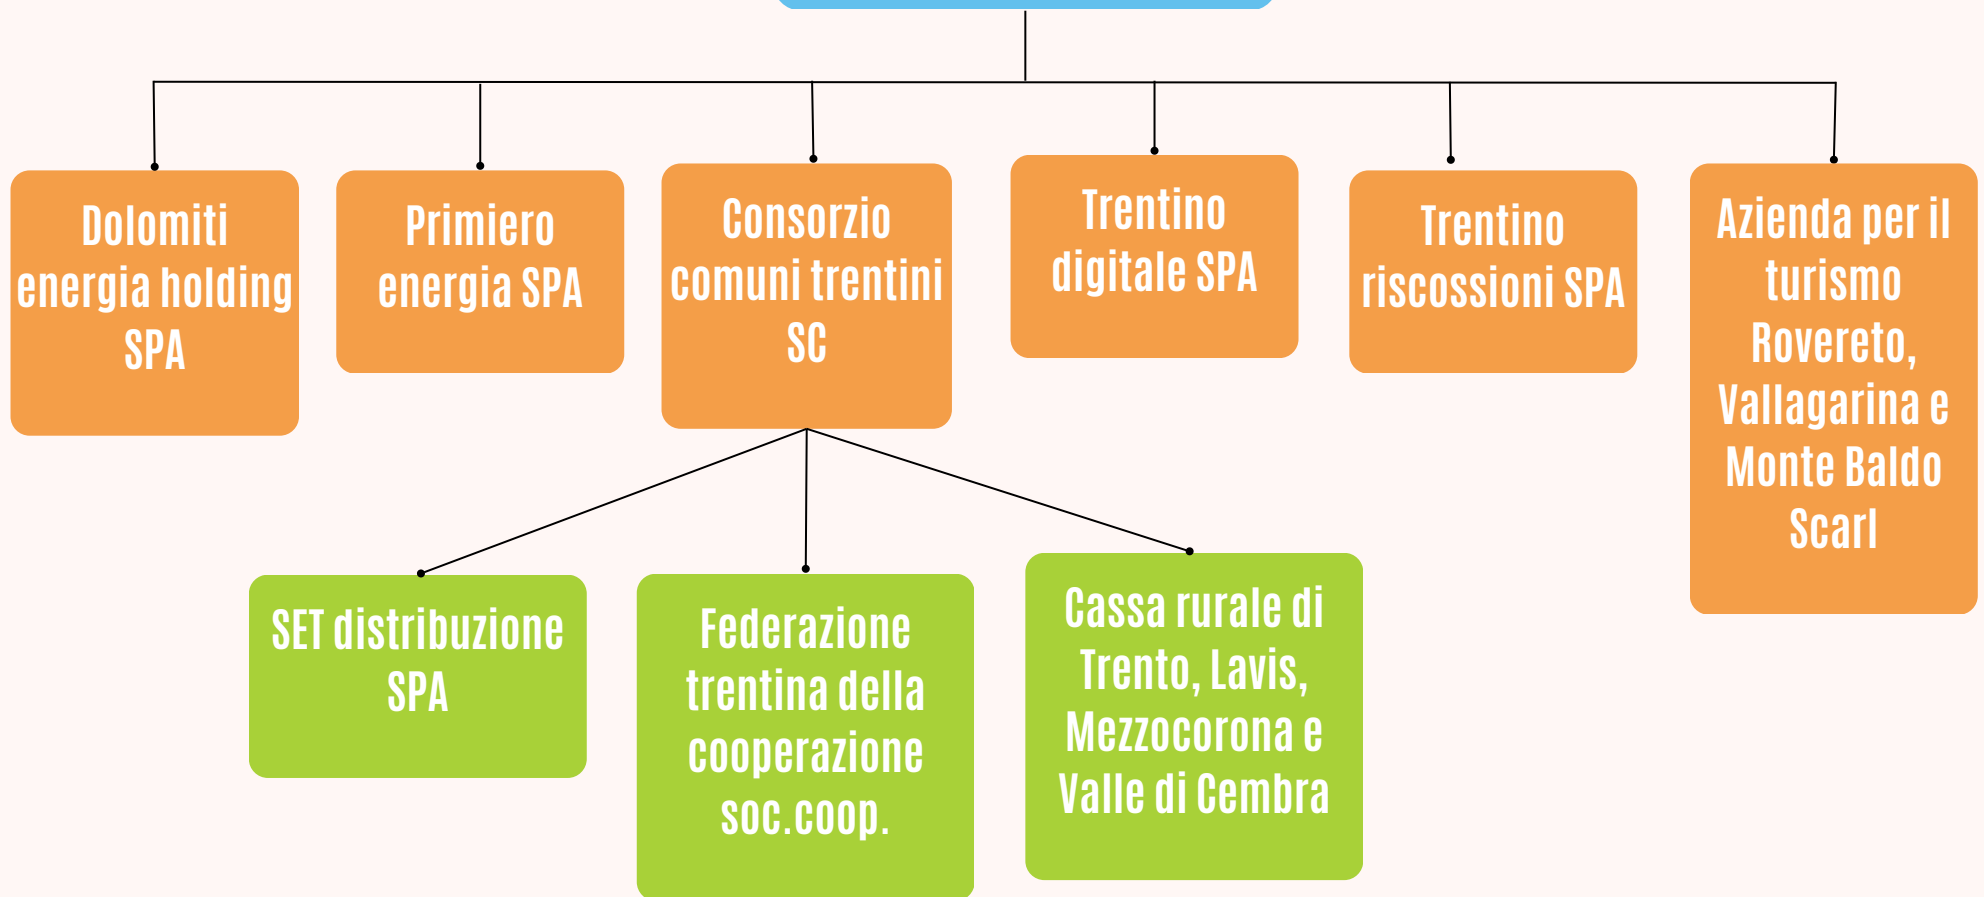 Dolomiti
energia holding
SPA
Primiero
energia SPA
Consorzio
comuni trentini
SC
Trentino
digitale SPA
Trentino
riscossioni SPA
Azienda per il
turismo
Rovereto,
Vallagarina e
Monte Baldo
Scarl
SET distribuzione
SPA
Federazione
trentina della
cooperazione
soc.coop.
Cassa rurale di
Trento, Lavis,
Mezzocorona e
Valle di Cembra